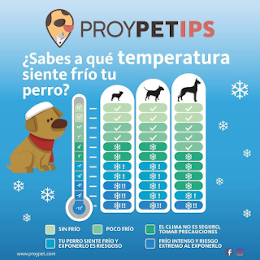 PROYPETIPS
¿Sabes a qué temperatura
siente frío tu
perro?
SIN FRÍO
POCO FRÍO
EL CLIMA NO ES SEGURO,
TOMAR PRECAUCIONES
TU PERRO SIENTE FRÍO Y
EXPONERLO ES RIESGOSO
FRÍO INTENSO Y RIESGO
EXTREMO AL EXPONERLO
www.proypet.com